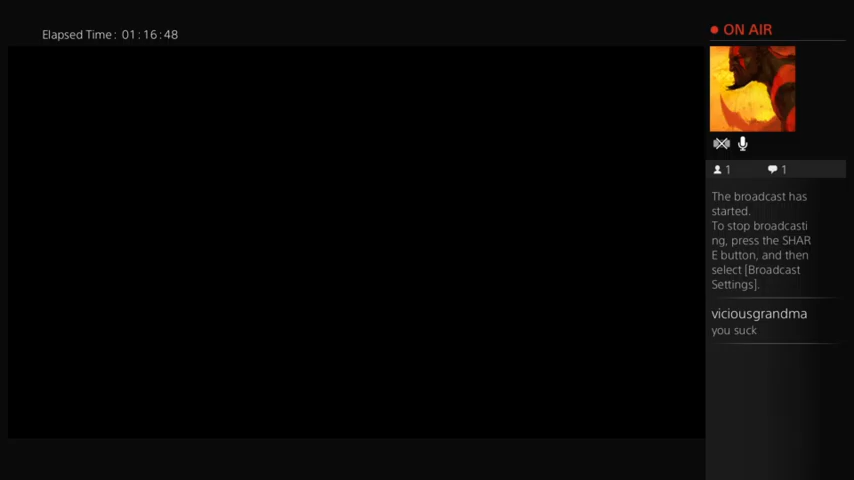 Elapsed Time: 01:16:48
ON AIR
1 1
The broadcast has
started.
To stop broadcasti
ng, press the SHAR
E button, and then
select [Broadcast
Settings].
viciousgrandma
you suck